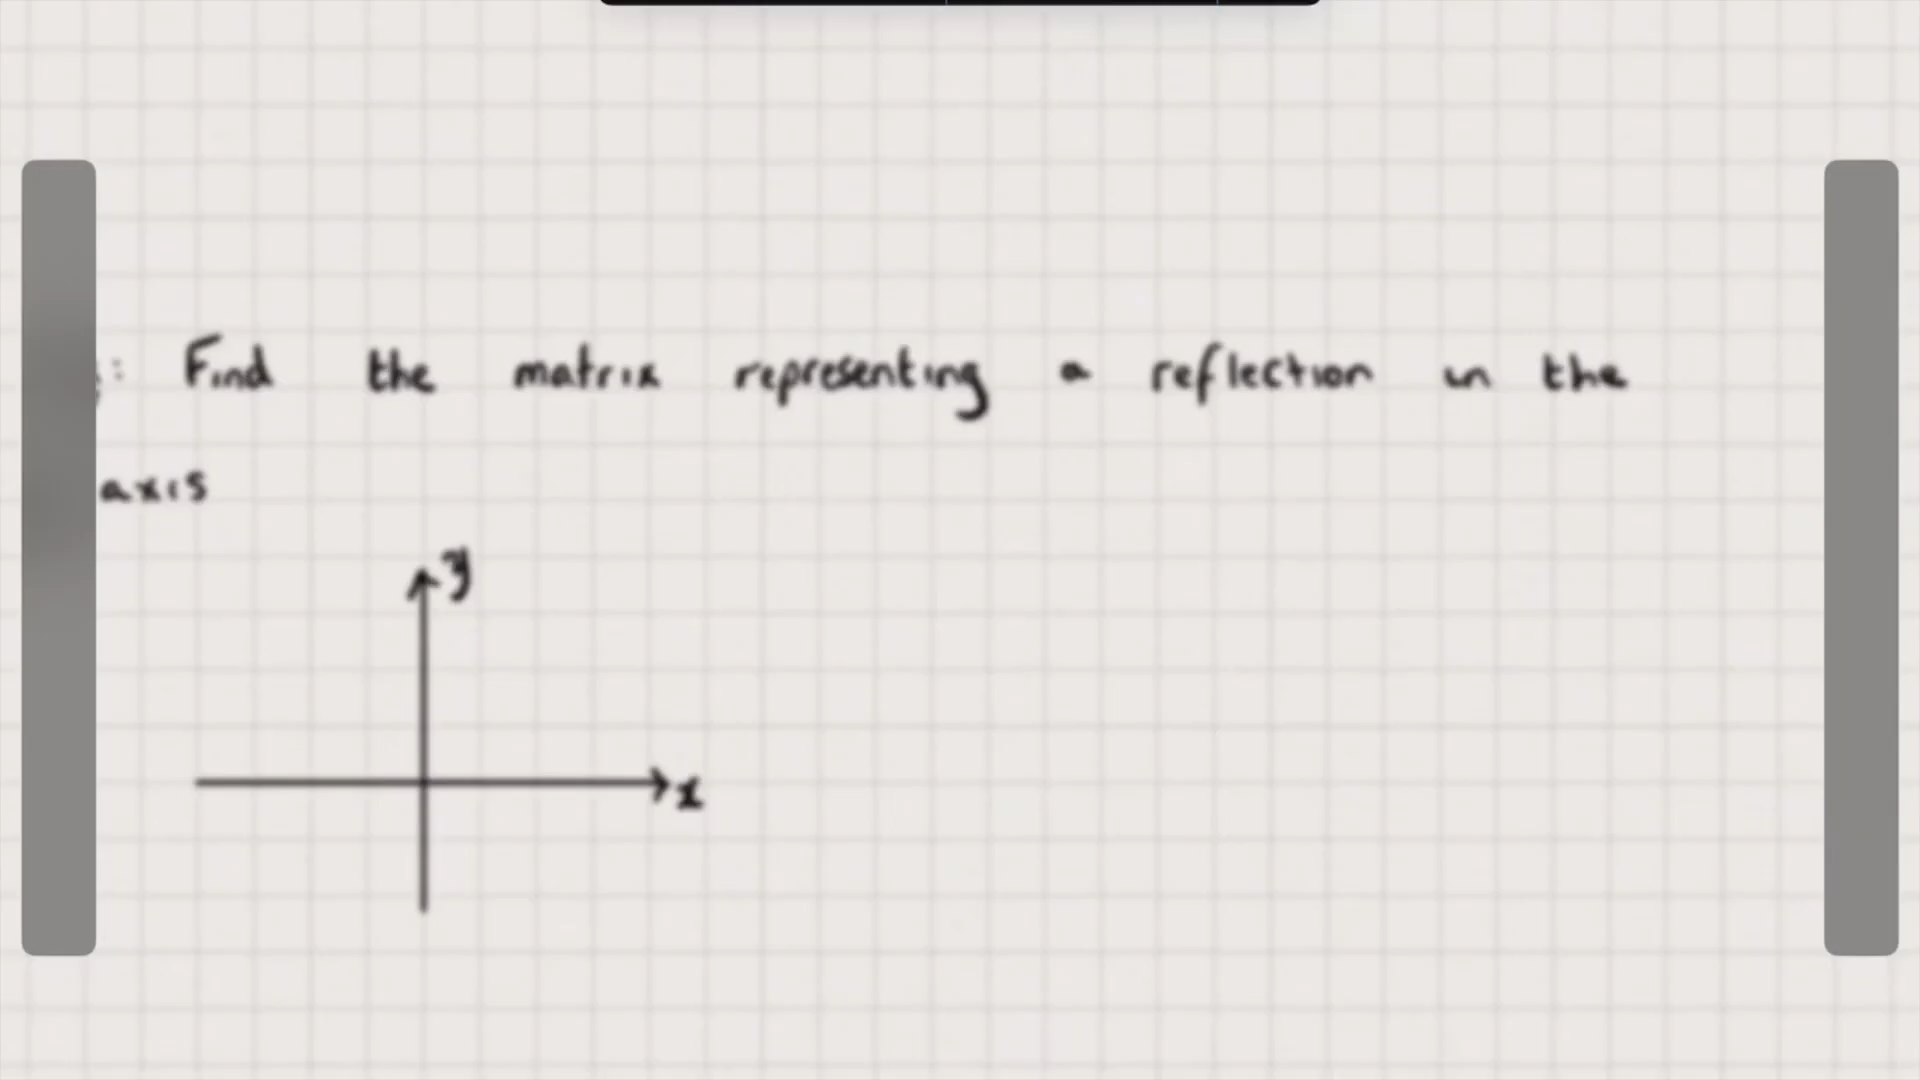 : Find the matrix representing a reflection in the
axis
y
x